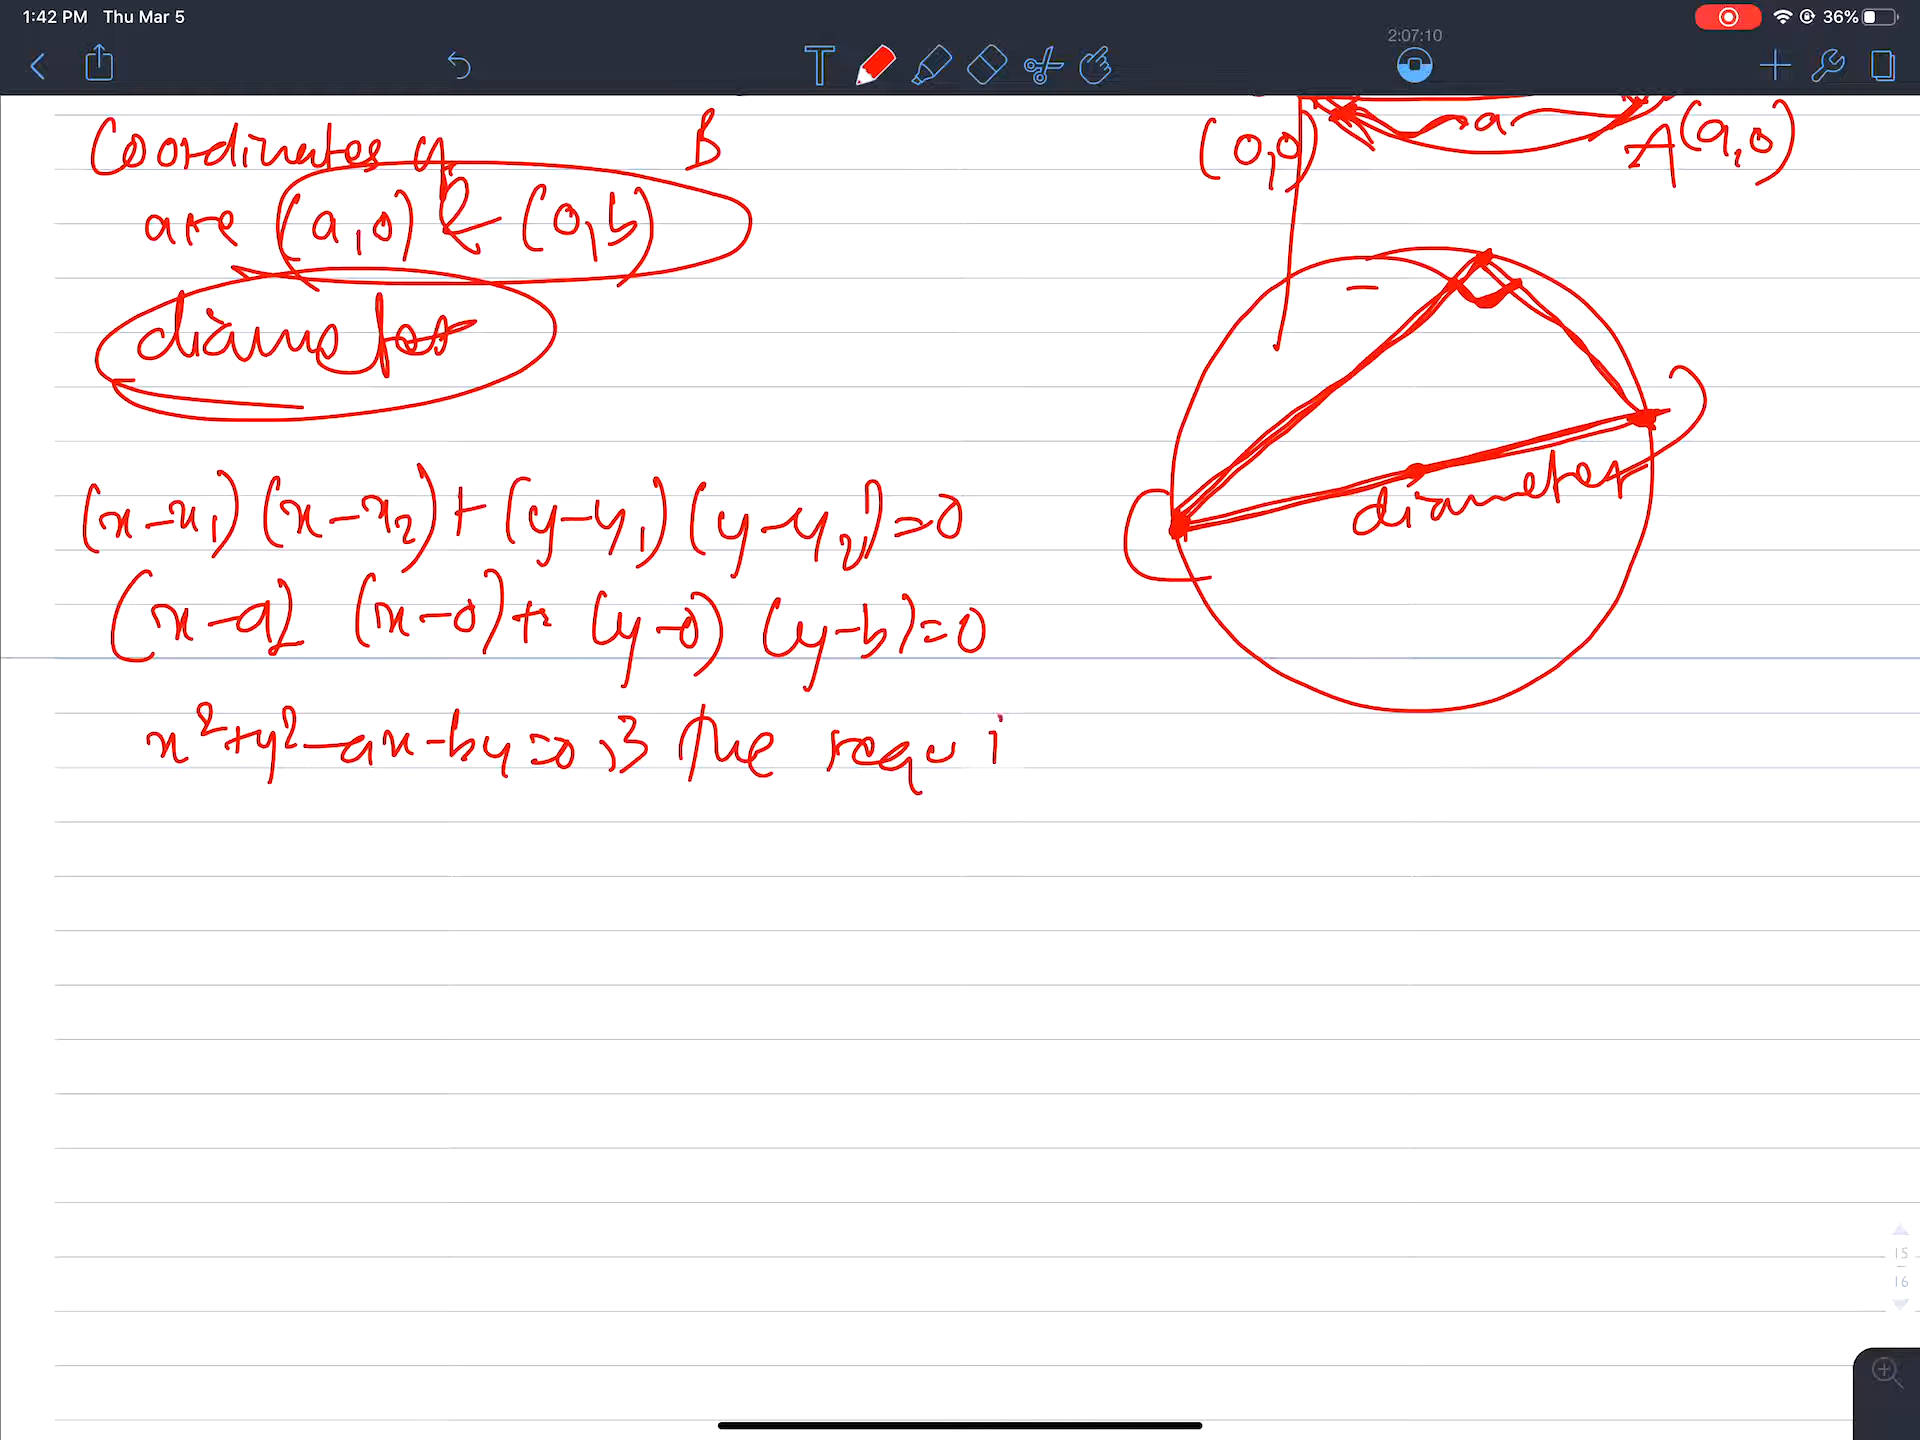 1:42 PM Thu Mar 5
36%
2:07:10
Coordinates of B
are (a,0) & (0,b)
diameter
(0,0)
a
A(a,0)
diameter
(x-x₁)(x-x₂)+(y-y₁)(y-y₂)=0
(x-a)(x-0)+(y-0)(y-b)=0
x²+y²-ax-by=0 is the requi
15
16